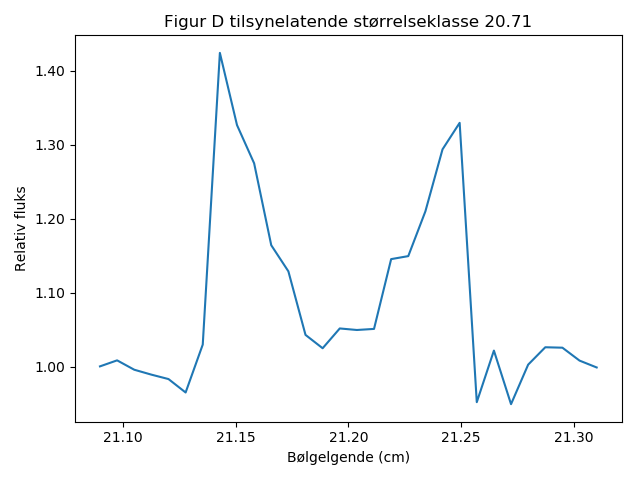 Figur D tilsynelatende størrelseklasse 20.71
1.40
1.30
1.20
1.10
1.00
Relativ fluks
21.10 21.15 21.20 21.25 21.30
Bølgelgende (cm)